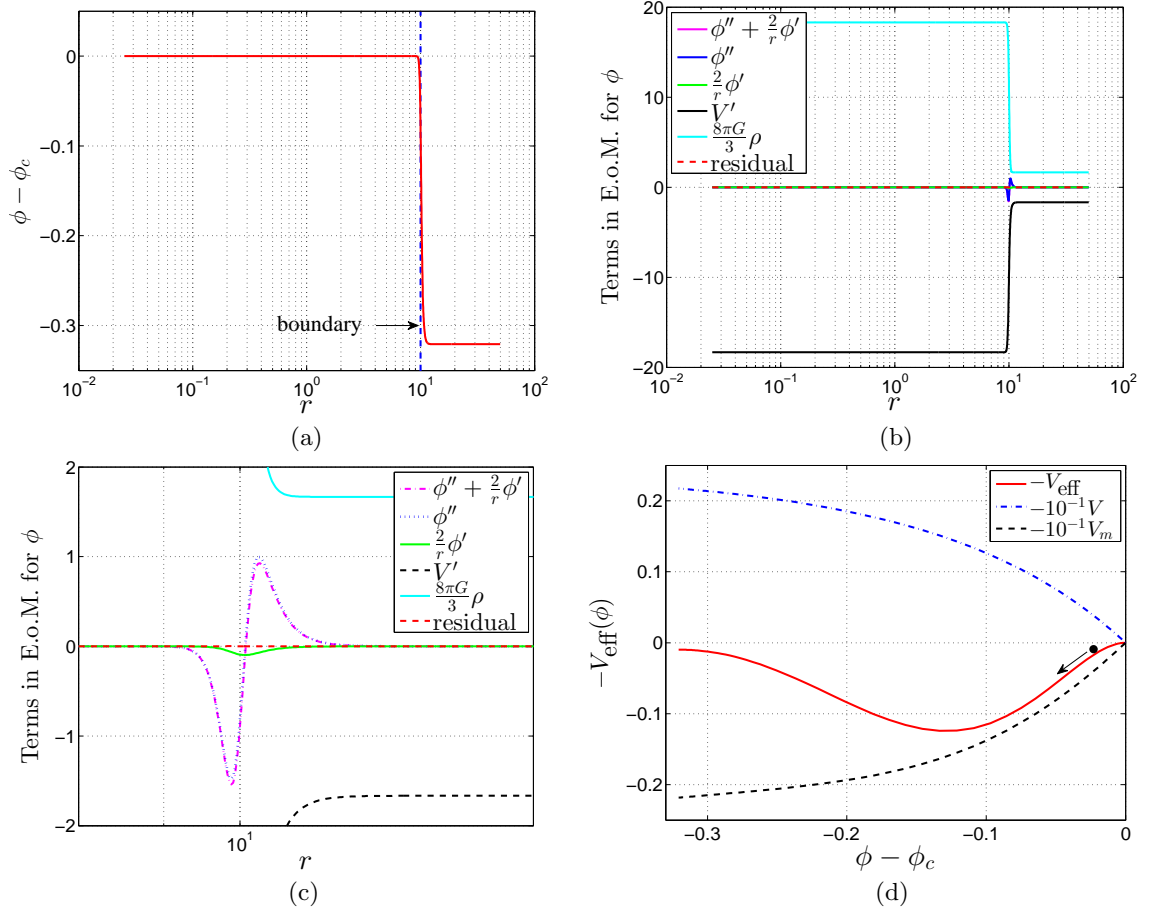 0
−0.1
−0.2
−0.3
ϕ − ϕ_c
boundary
10^−2 10^−1 10^0 10^1 10^2
r
(a)
20
10
0
−10
−20
Terms in E.o.M. for ϕ
ϕ′′ + 2/r ϕ′
ϕ′′
2/r ϕ′
V′
8πG/3 ρ
residual
10^−2 10^−1 10^0 10^1 10^2
r
(b)
2
1
0
−1
−2
Terms in E.o.M. for ϕ
ϕ′′ + 2/r ϕ′
ϕ′′
2/r ϕ′
V′
8πG/3 ρ
residual
10^1
r
(c)
0.2
0.1
0
−0.1
−0.2
−V_eff(ϕ)
−V_eff
−10^−1 V
−10^−1 V_m
−0.3 −0.2 −0.1 0
ϕ − ϕ_c
(d)